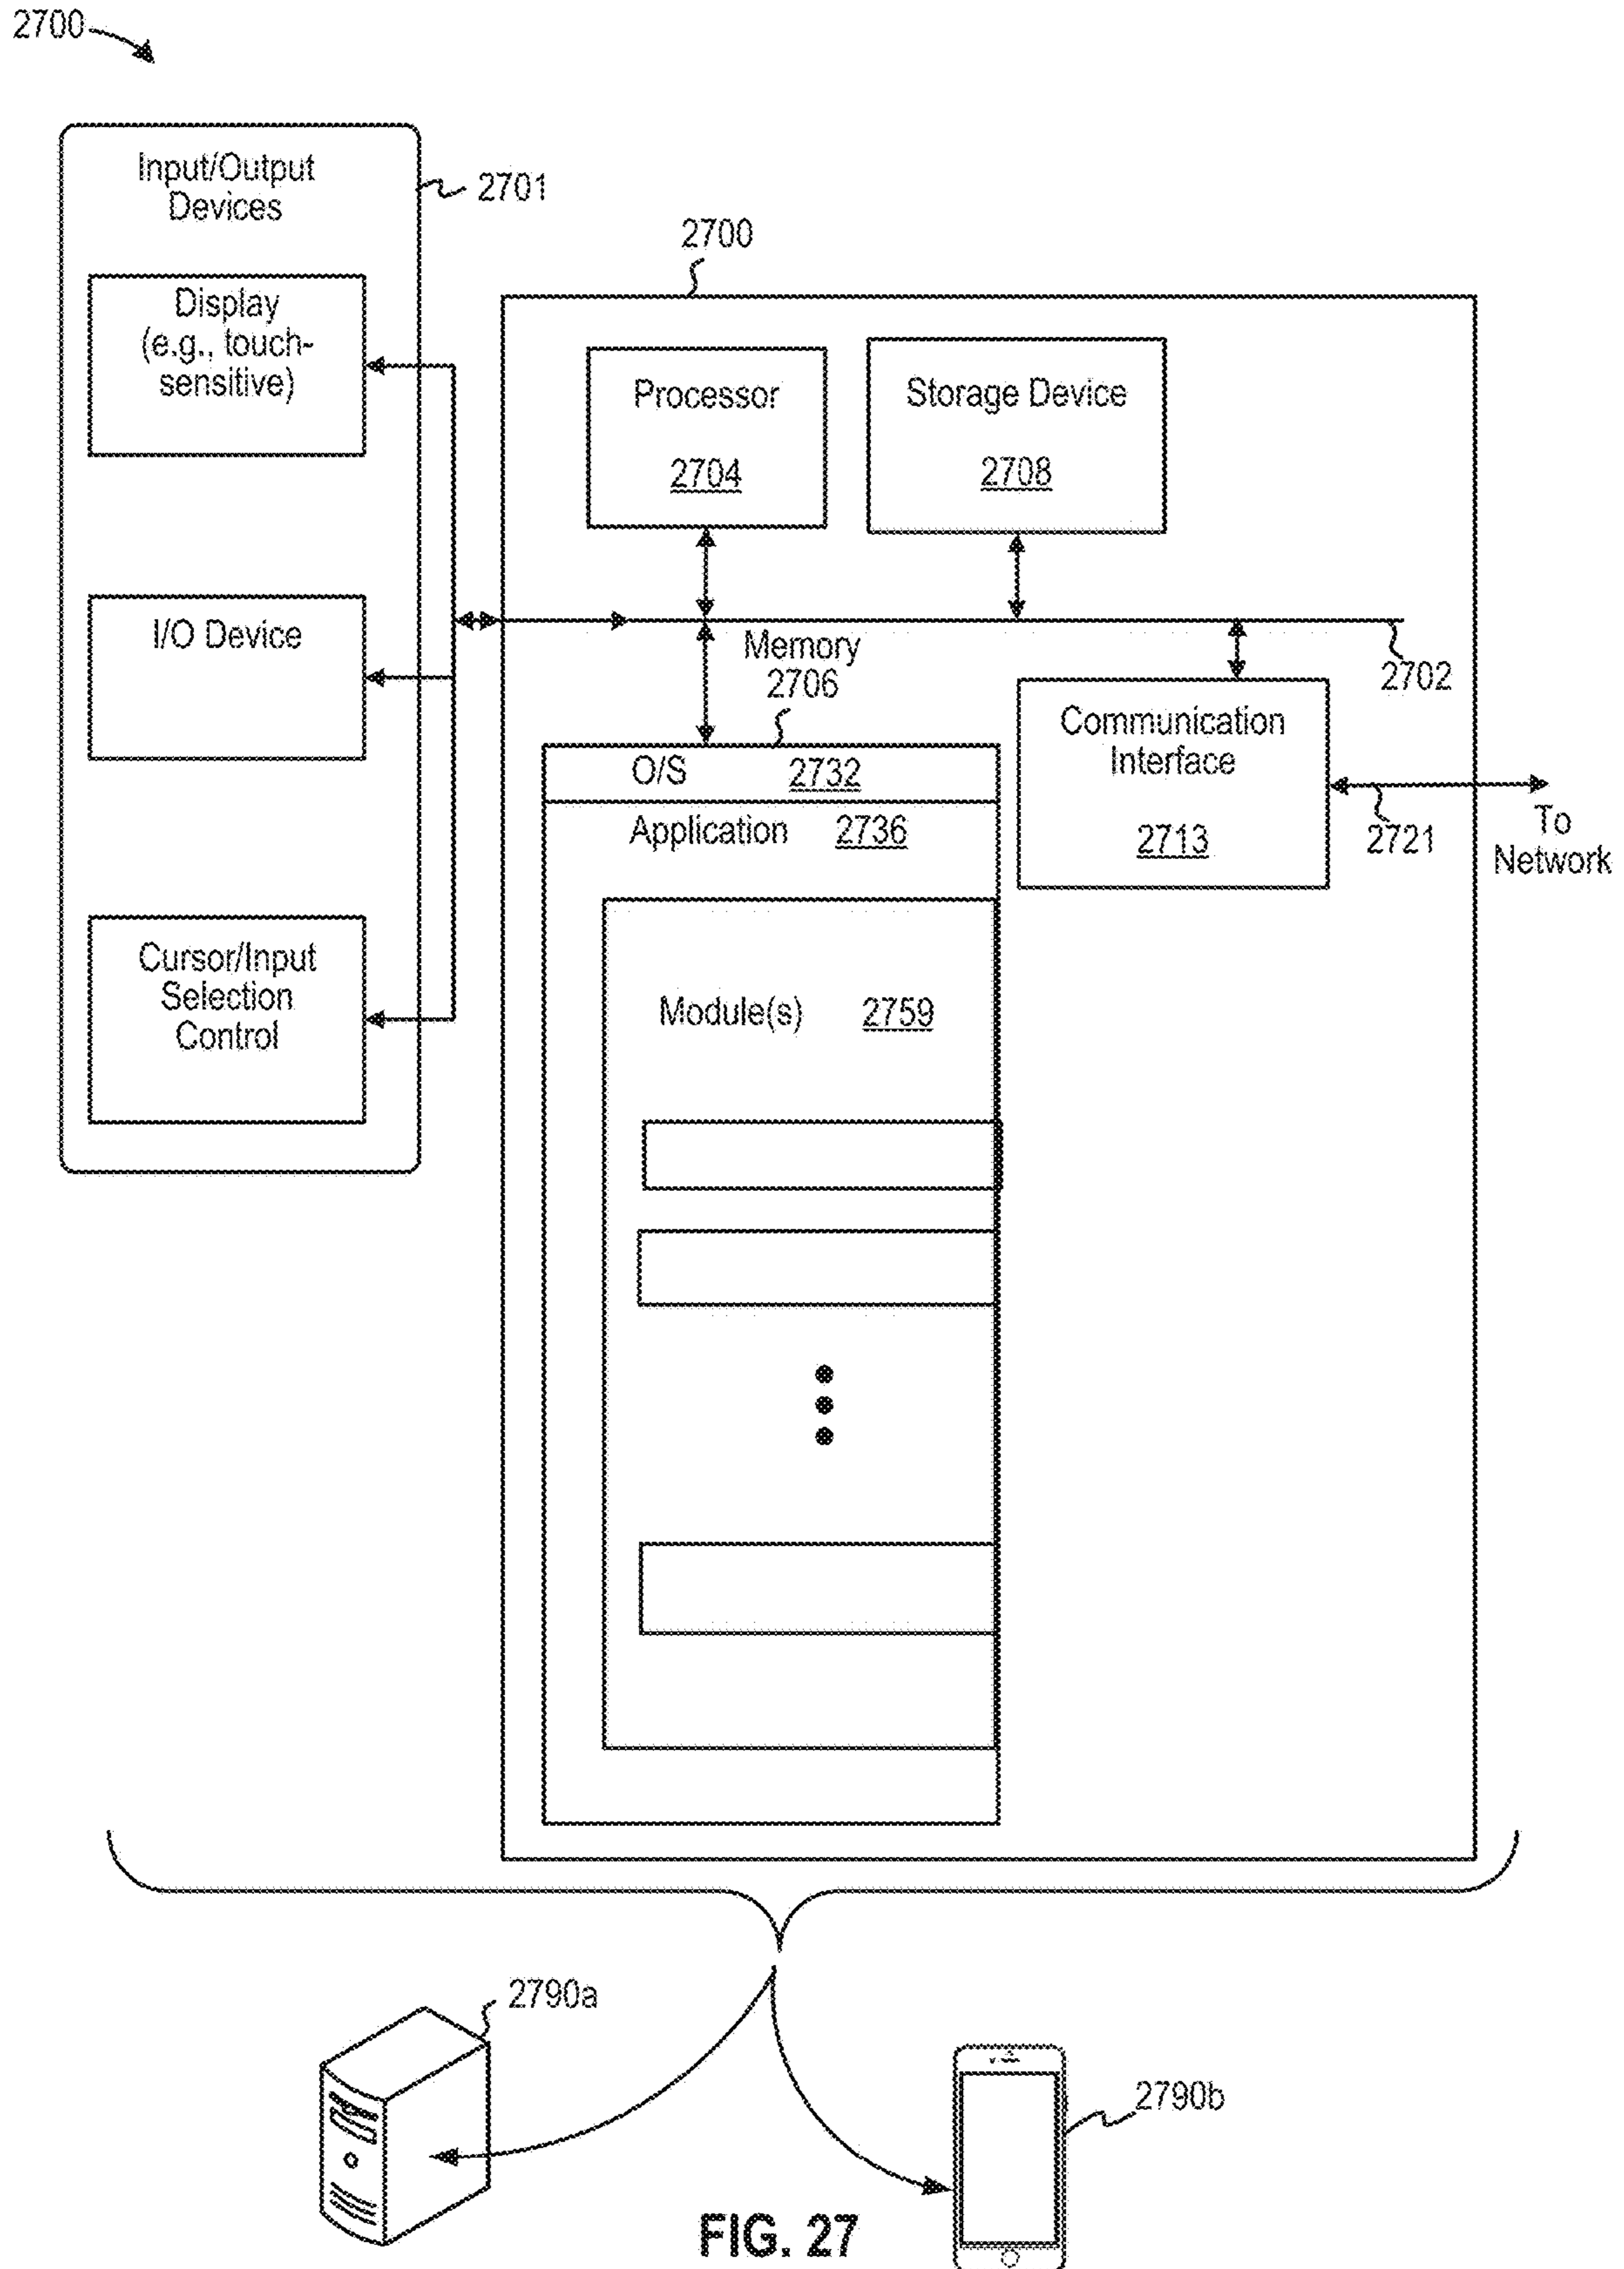 2700
Input/Output
Devices
2701
Display
(e.g., touch-
sensitive)
I/O Device
Cursor/Input
Selection
Control
2700
Processor
2704
Storage Device
2708
Memory
2706
2702
O/S 2732
Application 2736
Module(s) 2759
Communication
Interface
2713
2721
To
Network
2790a
2790b
FIG. 27